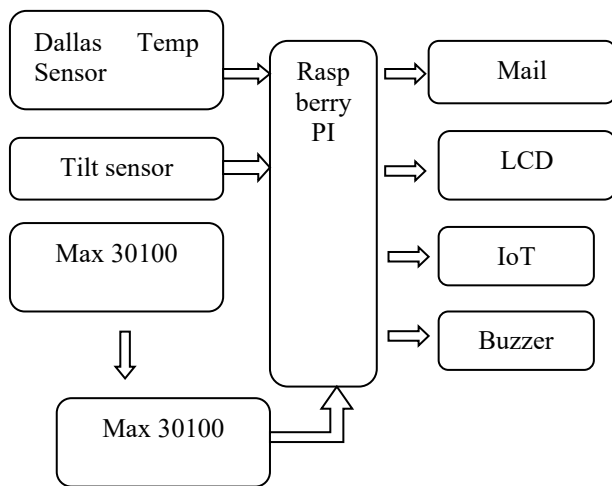 Dallas Temp
Sensor
Tilt sensor
Max 30100
Max 30100
Rasp
berry
PI
Mail
LCD
IoT
Buzzer